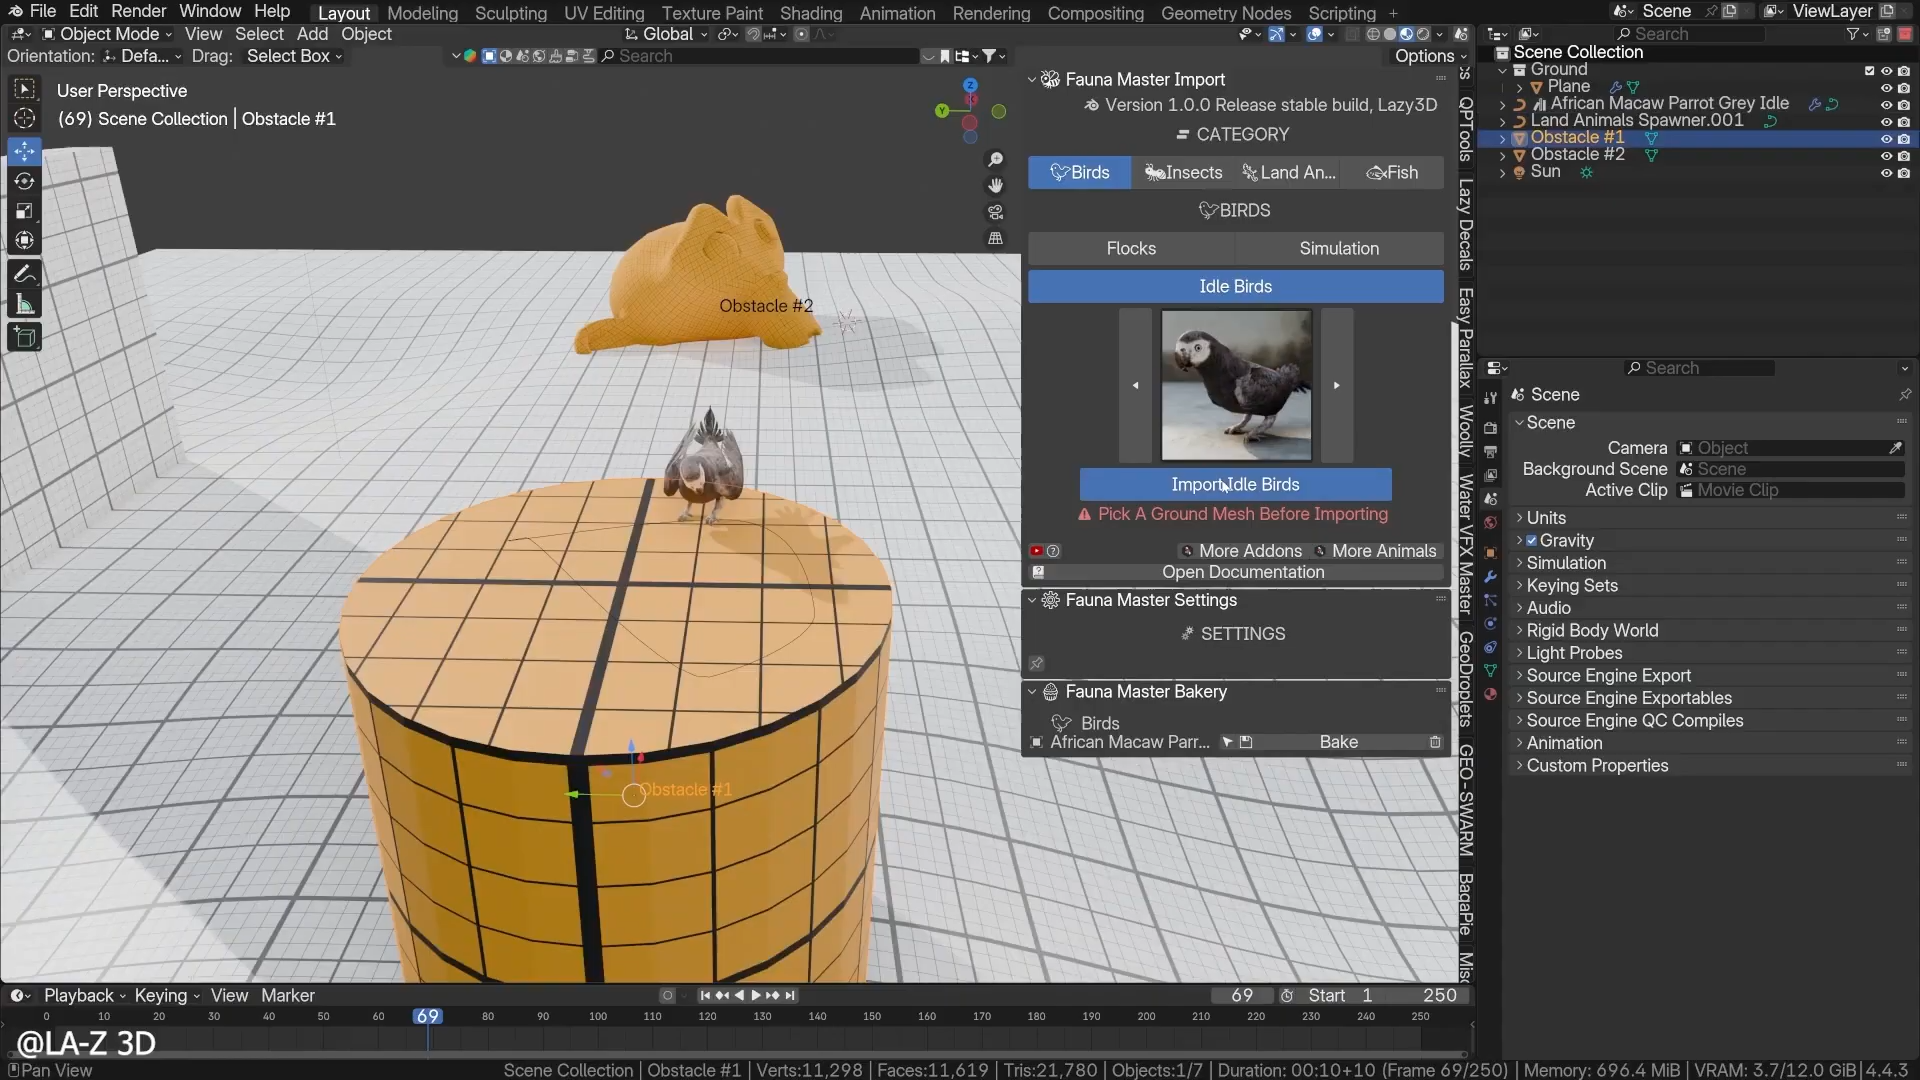 File Edit Render Window Help Layout Modeling Sculpting UV Editing Texture Paint Shading Animation Rendering Compositing Geometry Nodes Scripting + Scene ViewLayer
Object Mode View Select Add Object Global Search
Orientation: Defa... Drag: Select Box Search Options
User Perspective
(69) Scene Collection | Obstacle #1
Obstacle #2
Obstacle #1
Fauna Master Import
Version 1.0.0 Release stable build, Lazy3D
CATEGORY
Birds Insects Land An... Fish
BIRDS
Flocks Simulation
Idle Birds
Import Idle Birds
Pick A Ground Mesh Before Importing
More Addons More Animals
Open Documentation
Fauna Master Settings
SETTINGS
Fauna Master Bakery
Birds
African Macaw Parr... Bake
QPTools
Lazy Decals
Easy Parallax
Woolly
Water VFX Master
GeoDroplets
GEO-SWARM
BagaPie
Misc
Scene Collection
Ground
Plane
African Macaw Parrot Grey Idle
Land Animals Spawner.001
Obstacle #1
Obstacle #2
Sun
Search
Scene
Scene
Camera Object
Background Scene Scene
Active Clip Movie Clip
Units
Gravity
Simulation
Keying Sets
Audio
Rigid Body World
Light Probes
Source Engine Export
Source Engine Exportables
Source Engine QC Compiles
Animation
Custom Properties
Playback Keying View Marker 69 Start 1 250
0 10 20 30 40 50 60 69 80 90 100 110 120 130 140 150 160 170 180 190 200 210 220 230 240 250
@LA-Z 3D
Pan View Scene Collection | Obstacle #1 | Verts:11,298 | Faces:11,619 | Tris:21,780 | Objects:1/7 | Duration: 00:10+10 (Frame 69/250) | Memory: 696.4 MiB | VRAM: 3.7/12.0 GiB | 4.4.3